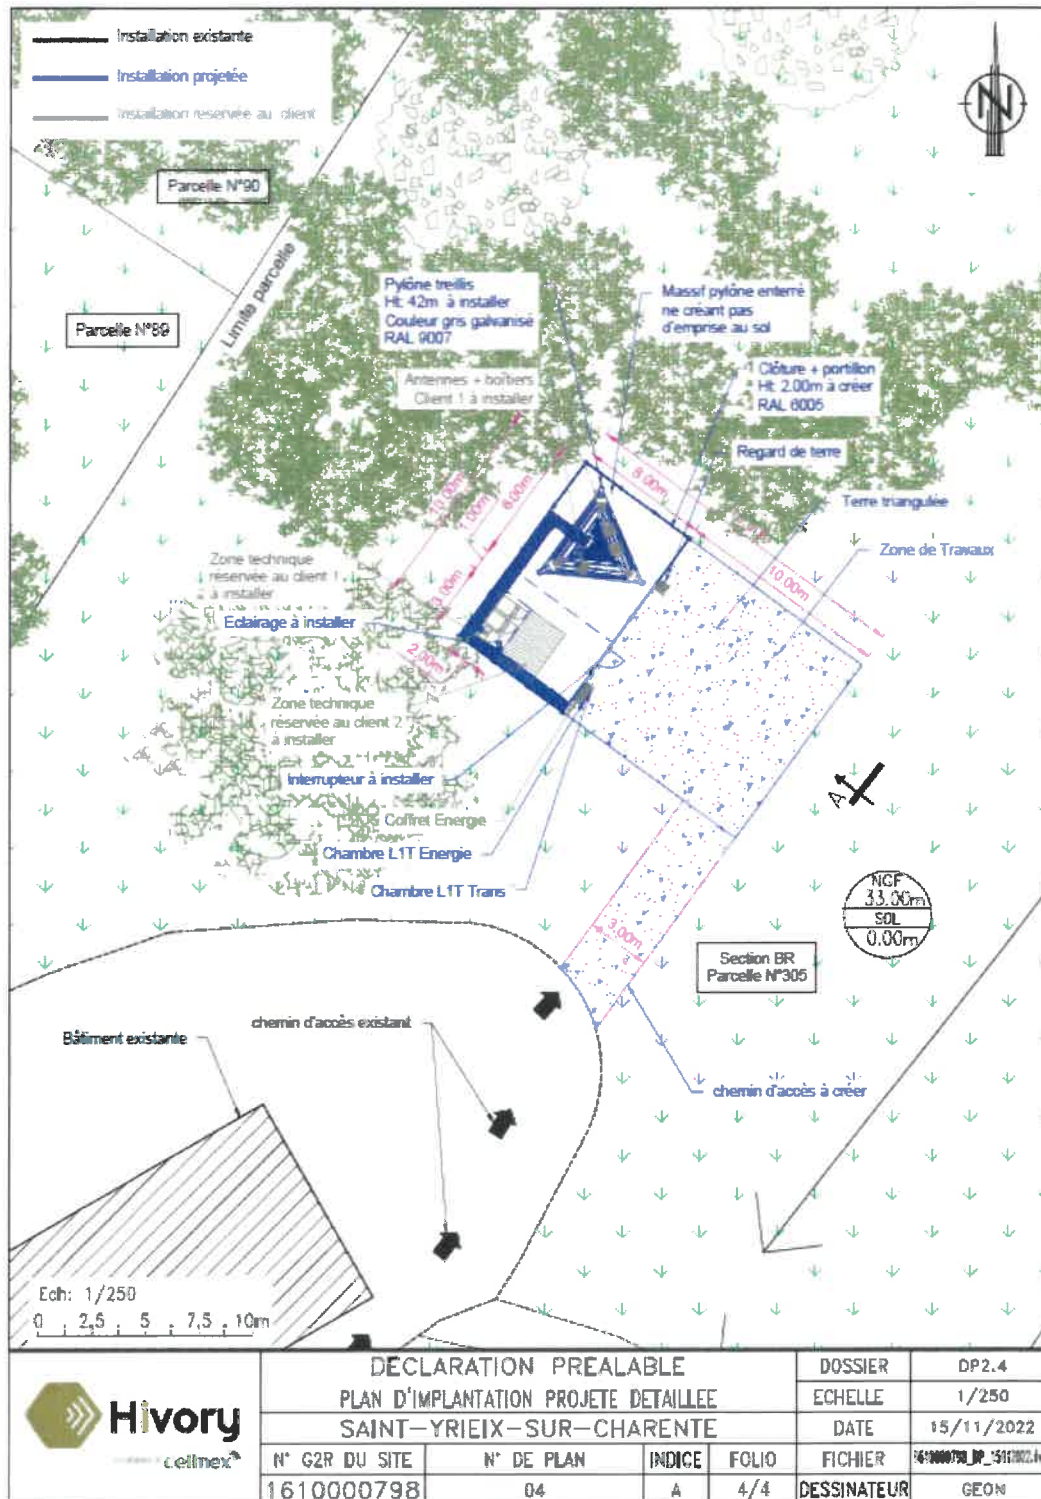 Installation existante
Installation projetée
Installation reservée au client
N
Parcelle N°90
Limite parcelle
Parcelle N°89
Pylône treillis
Ht: 42m à installer
Couleur gris galvanisé
RAL 9007
Massif pylône enterré
ne créant pas
d'emprise au sol
Antennes + boîtiers
Client 1 à installer
Clôture + portillon
Ht: 2.00m à créer
RAL 6005
Regard de terre
Terre triangulée
Zone de Travaux
10.00m
1.00m
6.00m
8.00m
10.00m
3.00m
2.00m
Zone technique
réservée au client 1
à installer
Eclairage à installer
Zone technique
réservée au client 2
à installer
Interrupteur à installer
Coffret Energie
Chambre L1T Energie
Chambre L1T Trans
A
NGF
33.00m
SOL
0.00m
3.00m
Section BR
Parcelle N°305
Bâtiment existante
chemin d'accès existant
chemin d'accès à créer
Ech: 1/250
0 2,5 5 7,5 10m
Hivory
cellnex
DECLARATION PREALABLE
PLAN D'IMPLANTATION PROJETE DETAILLEE
SAINT-YRIEIX-SUR-CHARENTE
DOSSIER DP2.4
ECHELLE 1/250
DATE 15/11/2022
N° G2R DU SITE N° DE PLAN INDICE FOLIO FICHIER
1610000798 04 A 4/4 DESSINATEUR GEON